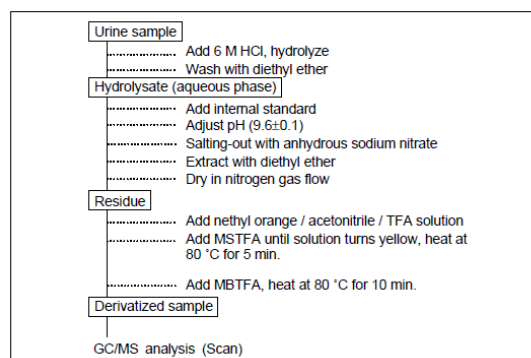 Urine sample
Add 6 M HCl, hydrolyze
Wash with diethyl ether
Hydrolysate (aqueous phase)
Add internal standard
Adjust pH (9.6±0.1)
Salting-out with anhydrous sodium nitrate
Extract with diethyl ether
Dry in nitrogen gas flow
Residue
Add nethyl orange / acetonitrile / TFA solution
Add MSTFA until solution turns yellow, heat at
80 ˚C for 5 min.
Add MBTFA, heat at 80 ˚C for 10 min.
Derivatized sample
GC/MS analysis (Scan)